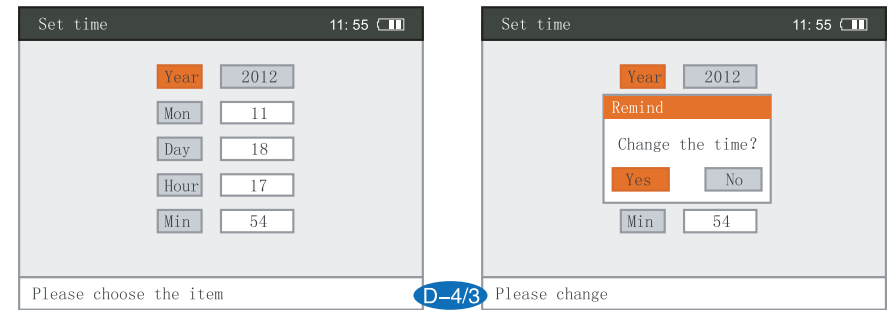 Set time 11:55
Year 2012
Mon 11
Day 18
Hour 17
Min 54
Please choose the item
D-4/3
Set time 11:55
Year 2012
Remind
Change the time?
Yes No
Min 54
Please change